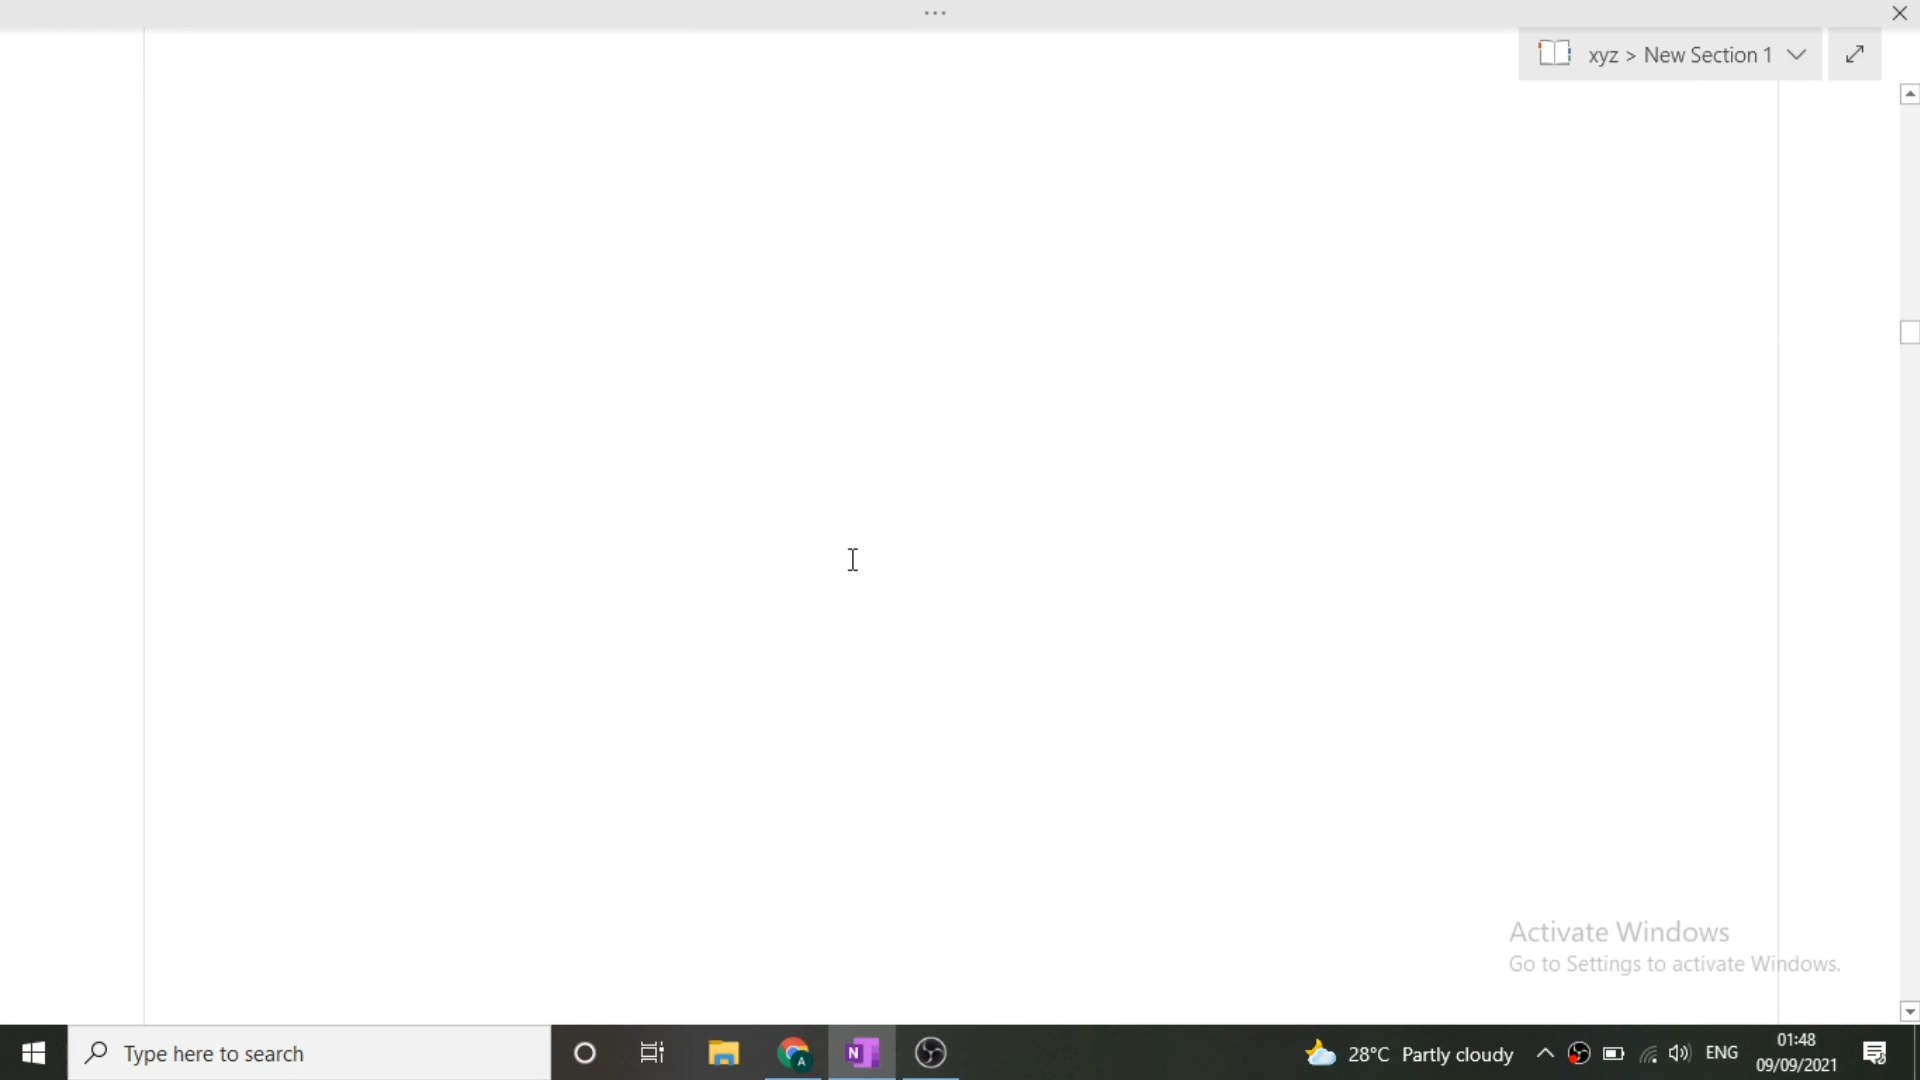 xyz > New Section 1
Activate Windows
Go to Settings to activate Windows.
Type here to search
28°C Partly cloudy
ENG
01:48
09/09/2021